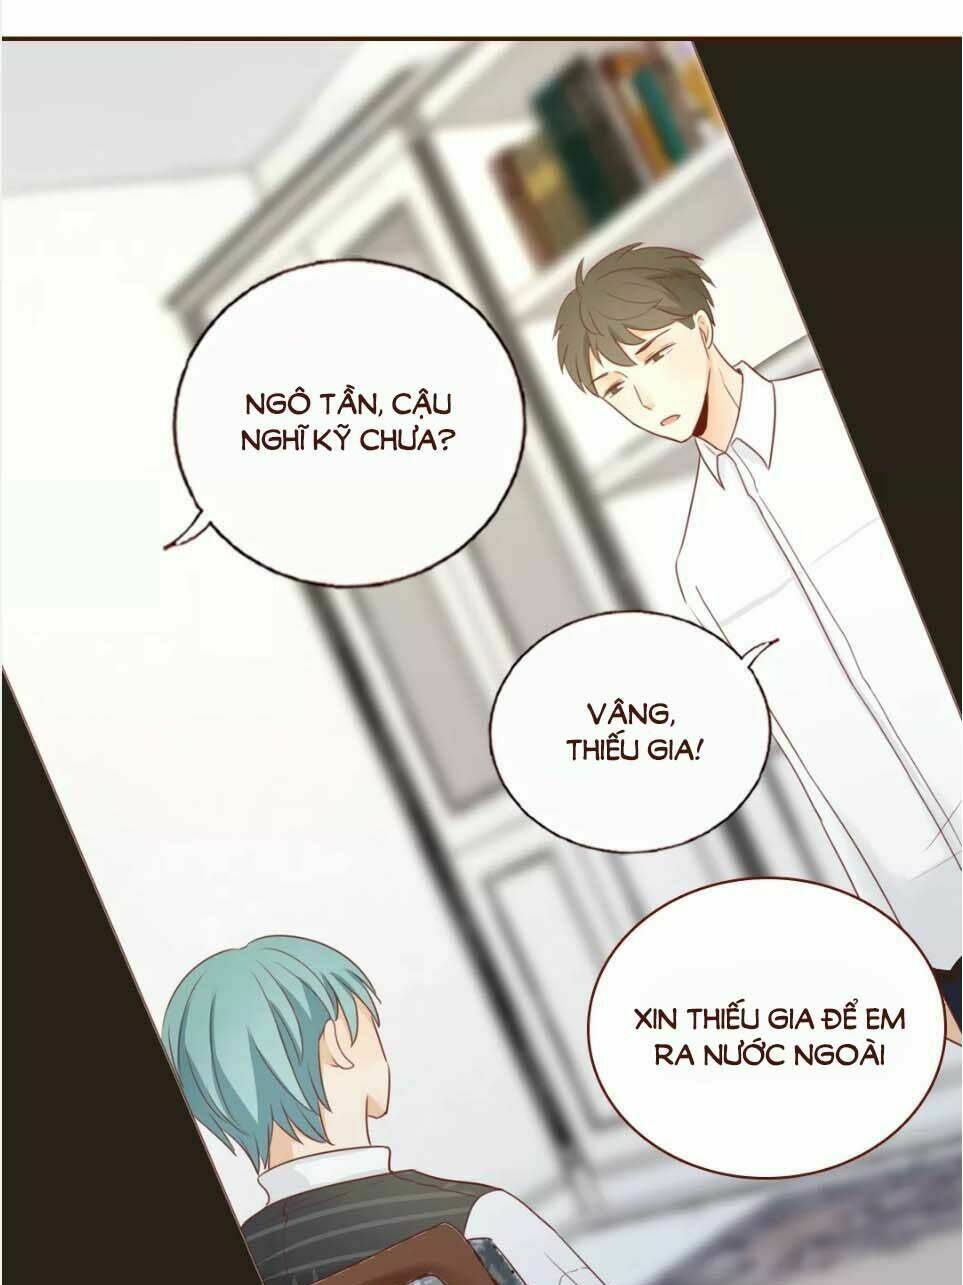 NGÔ TẦN, CẬU
NGHĨ KỸ CHƯA?
VÂNG,
THIẾU GIA!
XIN THIẾU GIA ĐỂ EM
RA NƯỚC NGOÀI